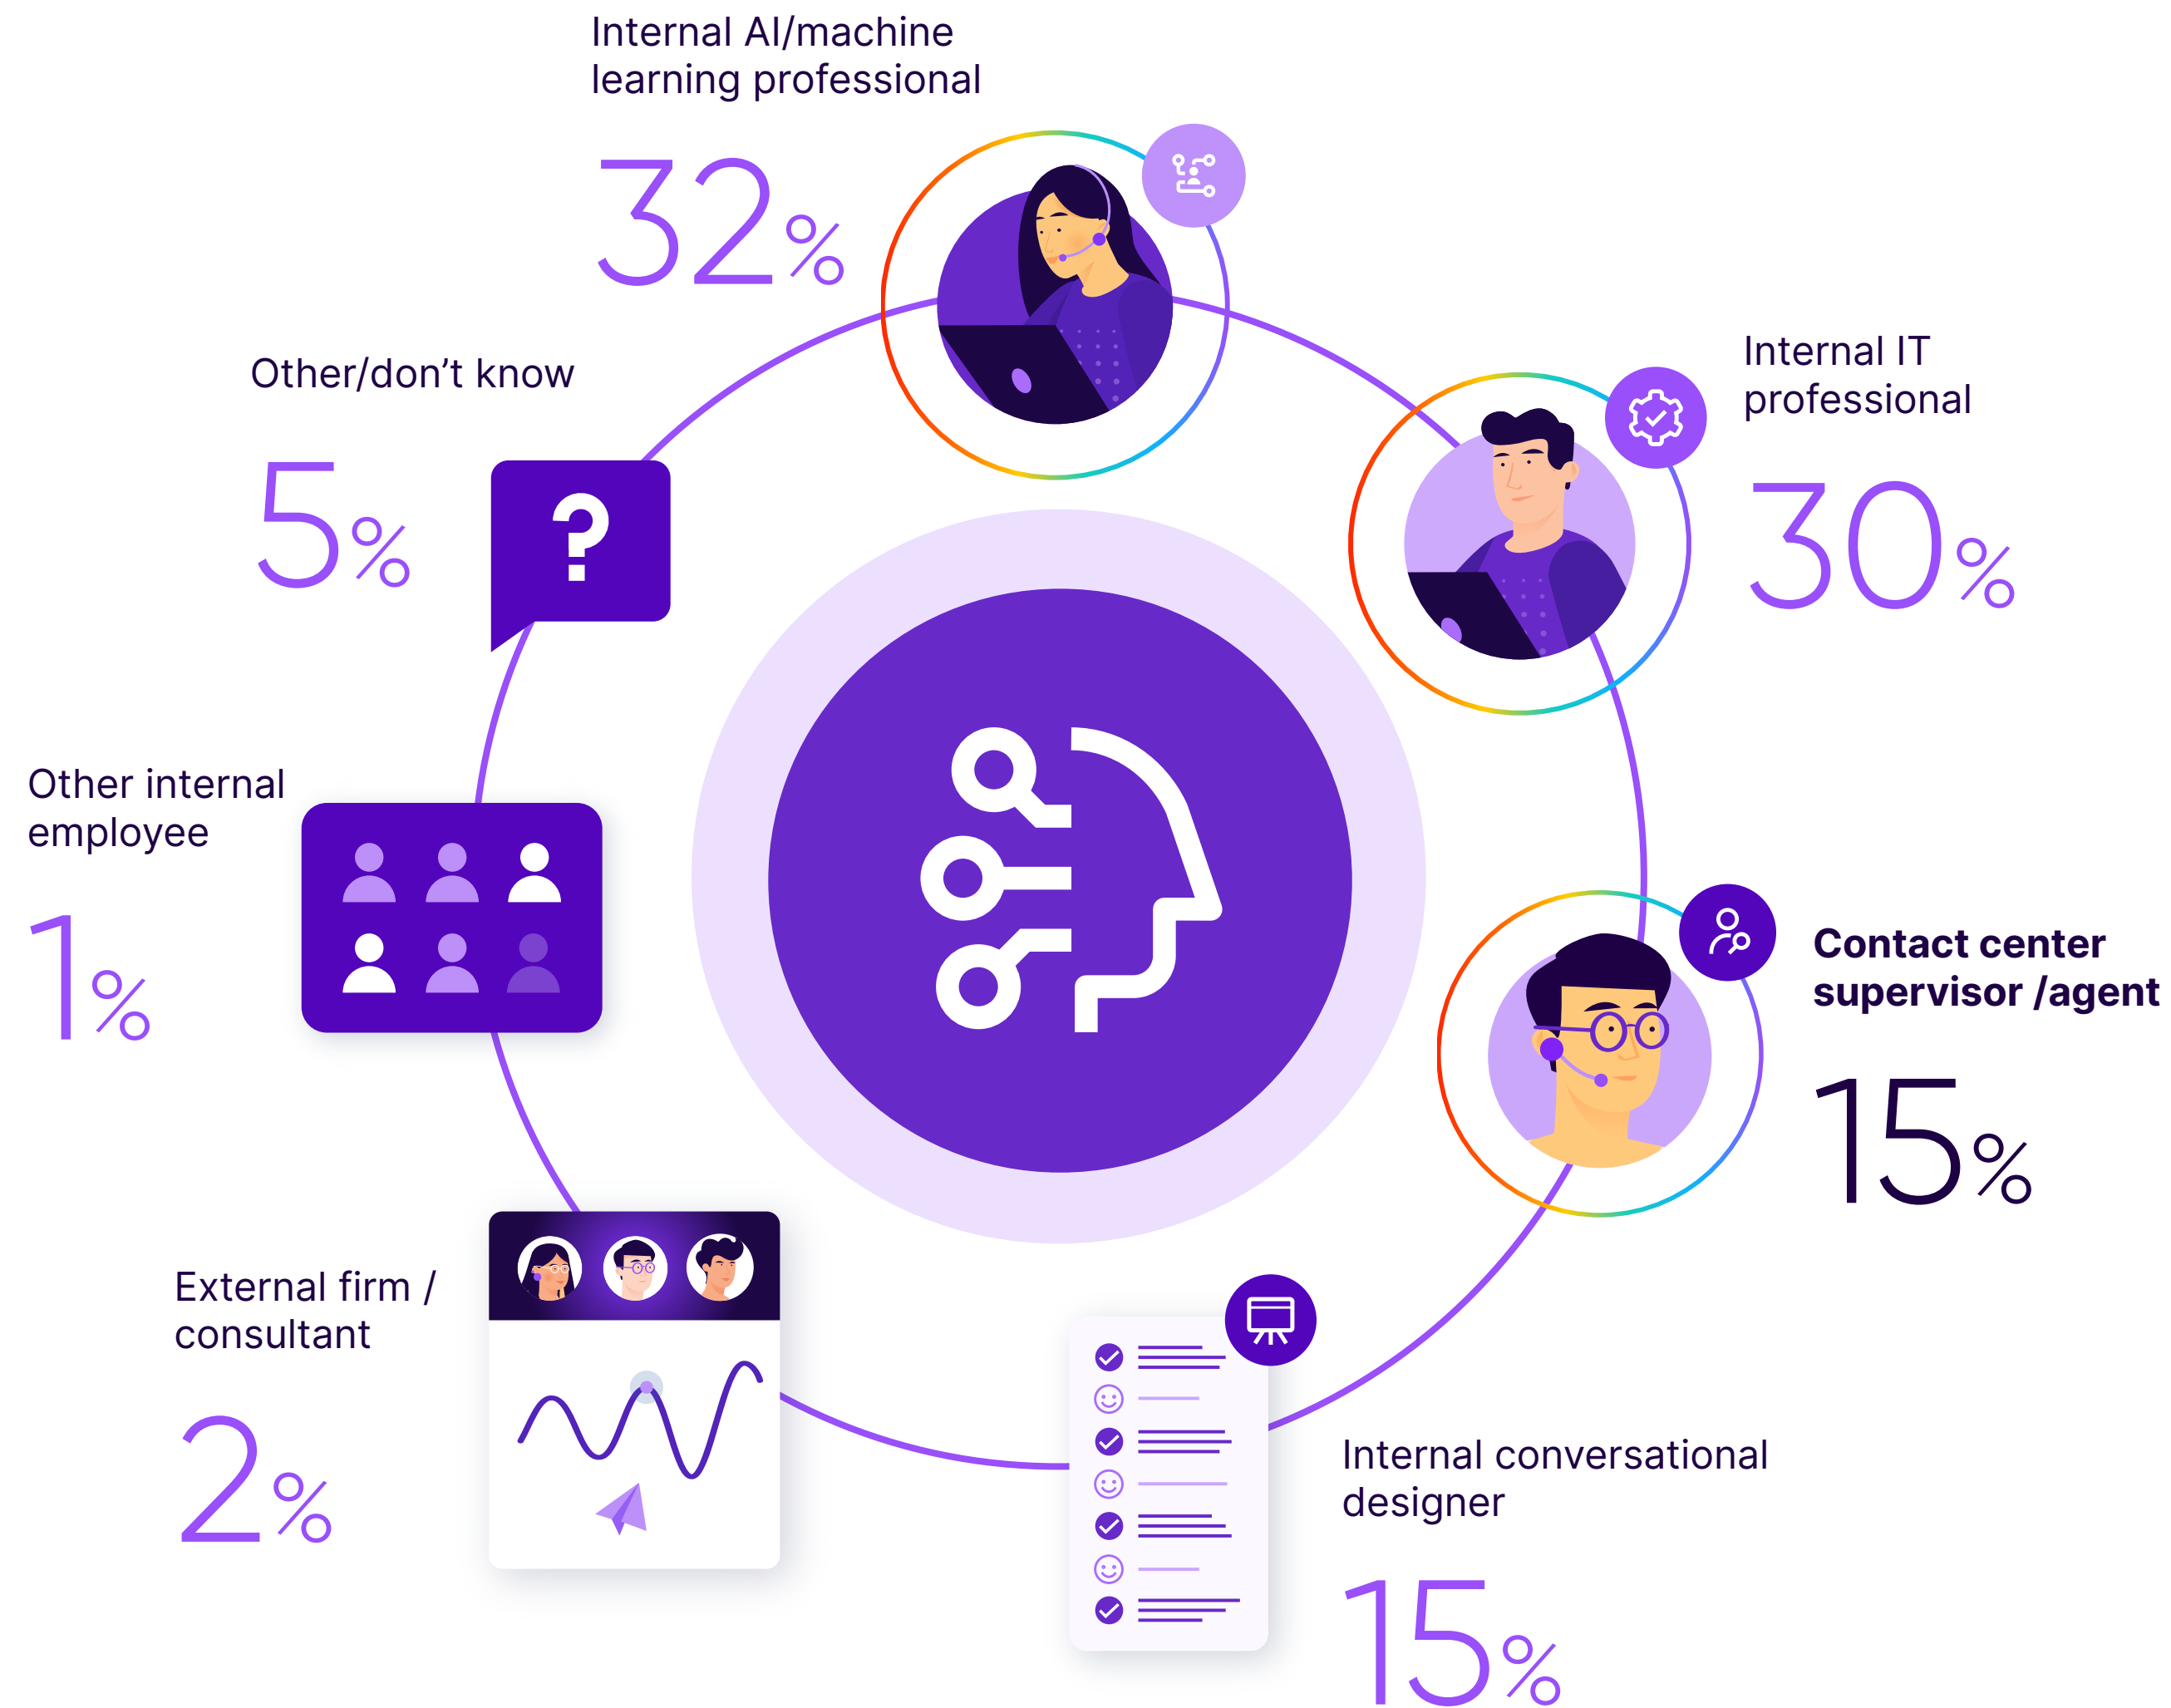 Internal AI/machine
learning professional
32%
Internal IT
professional
30%
Contact center
supervisor /agent
15%
Internal conversational
designer
15%
External firm /
consultant
2%
Other internal
employee
1%
Other/don’t know
5%
?